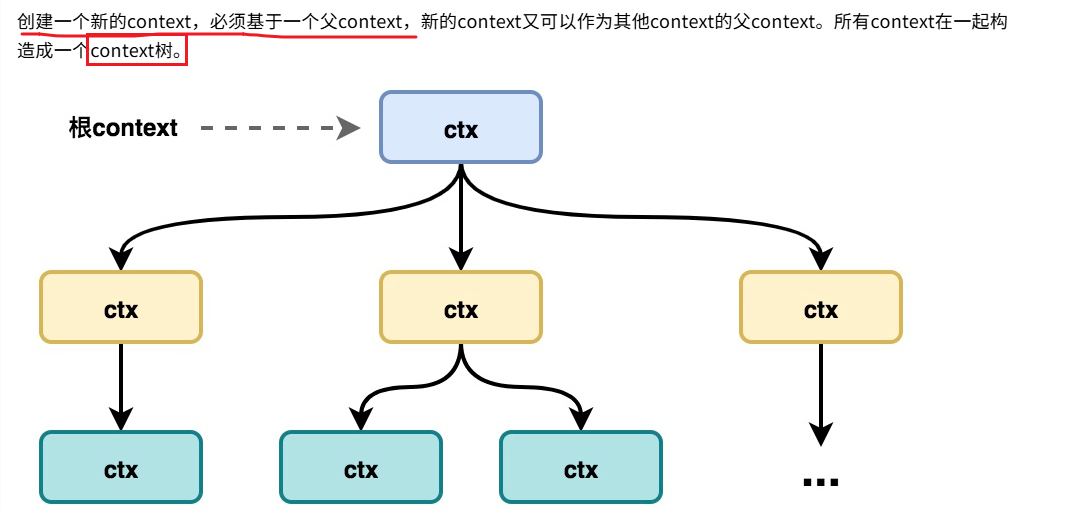 创建一个新的context，必须基于一个父context，新的context又可以作为其他context的父context。所有context在一起构
造成一个context树。
根context
ctx
ctx
ctx
ctx
ctx
ctx
ctx
...